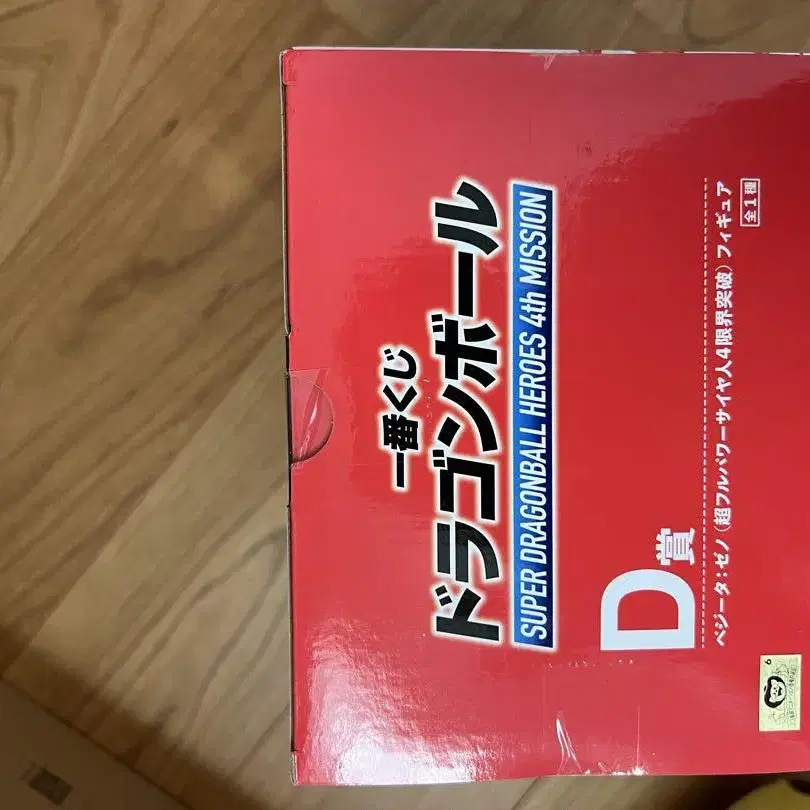 一番くじ
ドラゴンボール
SUPER DRAGONBALL HEROES 4th MISSION
D賞
ベジータ:ゼノ(超フルパワーサイヤ人4限界突破)フィギュア
全1種